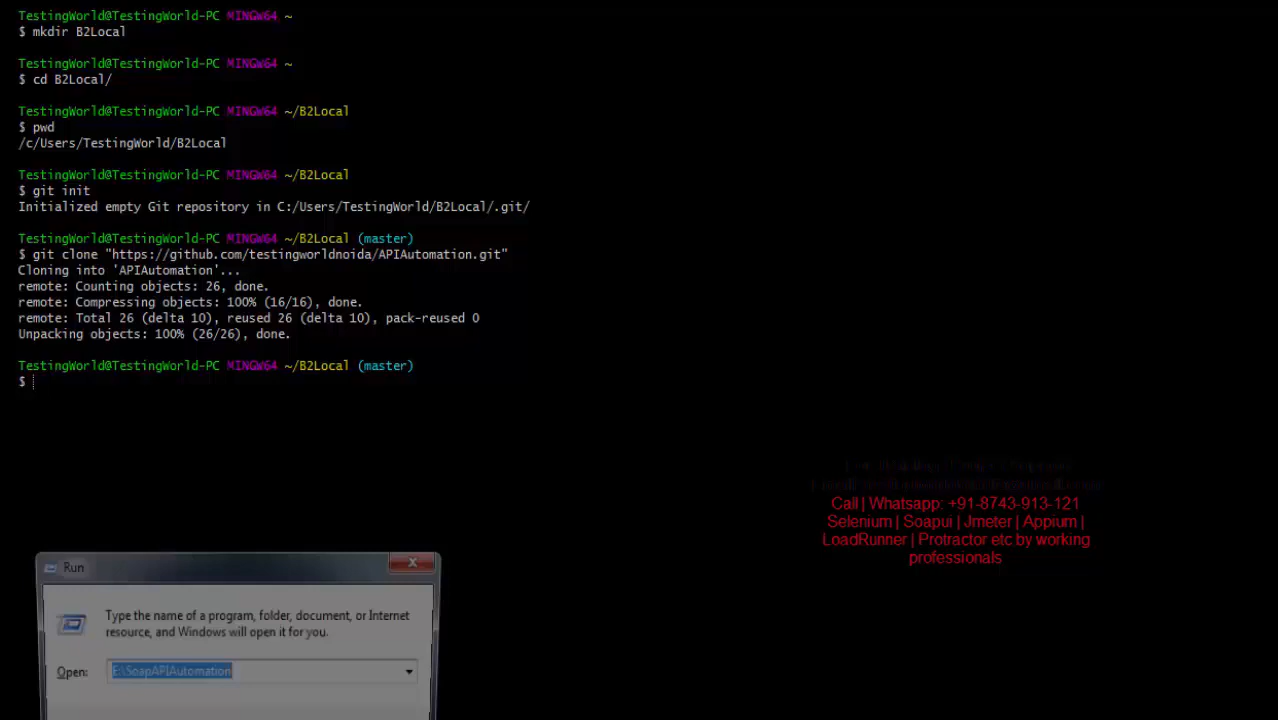 TestingWorld@TestingWorld-PC MINGW64 ~
$ mkdir B2Local
TestingWorld@TestingWorld-PC MINGW64 ~
$ cd B2Local/
TestingWorld@TestingWorld-PC MINGW64 ~/B2Local
$ pwd
/c/Users/TestingWorld/B2Local
TestingWorld@TestingWorld-PC MINGW64 ~/B2Local
$ git init
Initialized empty Git repository in C:/Users/TestingWorld/B2Local/.git/
TestingWorld@TestingWorld-PC MINGW64 ~/B2Local (master)
$ git clone "https://github.com/testingworldnoida/APIAutomation.git"
Cloning into 'APIAutomation'...
remote: Counting objects: 26, done.
remote: Compressing objects: 100% (16/16), done.
remote: Total 26 (delta 10), reused 26 (delta 10), pack-reused 0
Unpacking objects: 100% (26/26), done.
TestingWorld@TestingWorld-PC MINGW64 ~/B2Local (master)
$
Call | Whatsapp: +91-8743-913-121
Selenium | Soapui | Jmeter | Appium |
LoadRunner | Protractor etc by working
professionals
Run
Type the name of a program, folder, document, or Internet
resource, and Windows will open it for you.
Open: E:\SoapAPIAutomation